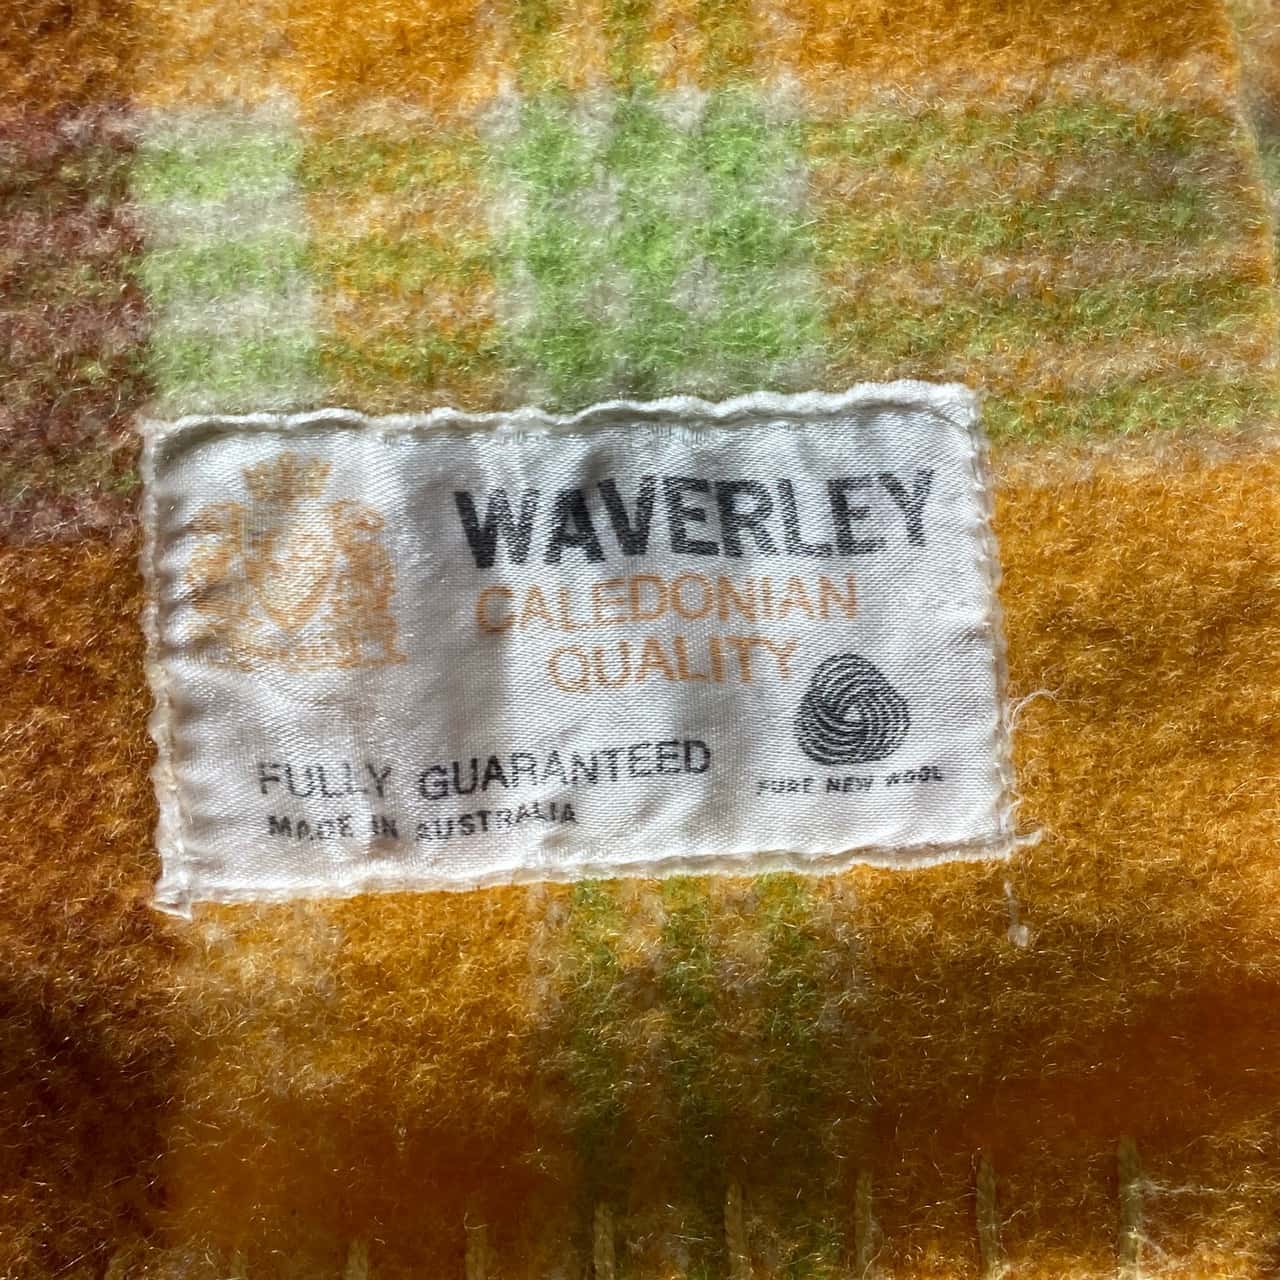 WAVERLEY
CALEDONIAN
QUALITY
FULLY GUARANTEED
MADE IN AUSTRALIA
PURE NEW WOOL